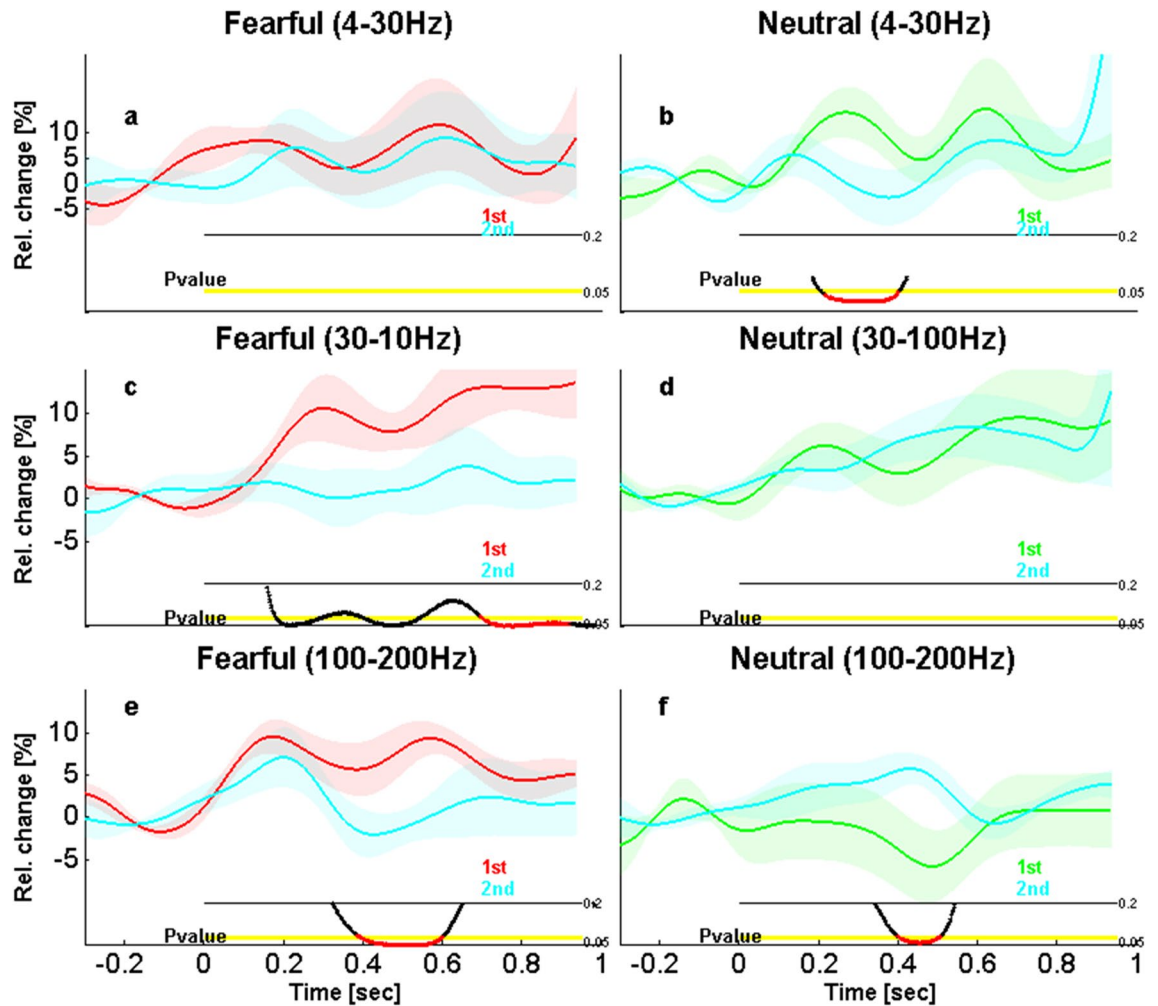 Fearful (4-30Hz)
Neutral (4-30Hz)
Rel. change [%]
10
5
0
-5
a
1st
2nd
0.2
Pvalue
0.05
b
1st
2nd
0.2
Pvalue
0.05
1
Fearful (30-10Hz)
Neutral (30-100Hz)
Rel. change [%]
10
5
0
-5
c
1st
2nd
0.2
Pvalue
0.05
d
1st
2nd
0.2
Pvalue
0.05
Fearful (100-200Hz)
Neutral (100-200Hz)
Rel. change [%]
10
5
0
-5
e
1st
2nd
0.2
Pvalue
0.05
f
1st
2nd
0.2
Pvalue
0.05
-0.2 0 0.2 0.4 0.6 0.8 1
Time [sec]
-0.2 0 0.2 0.4 0.6 0.8 1
Time [sec]